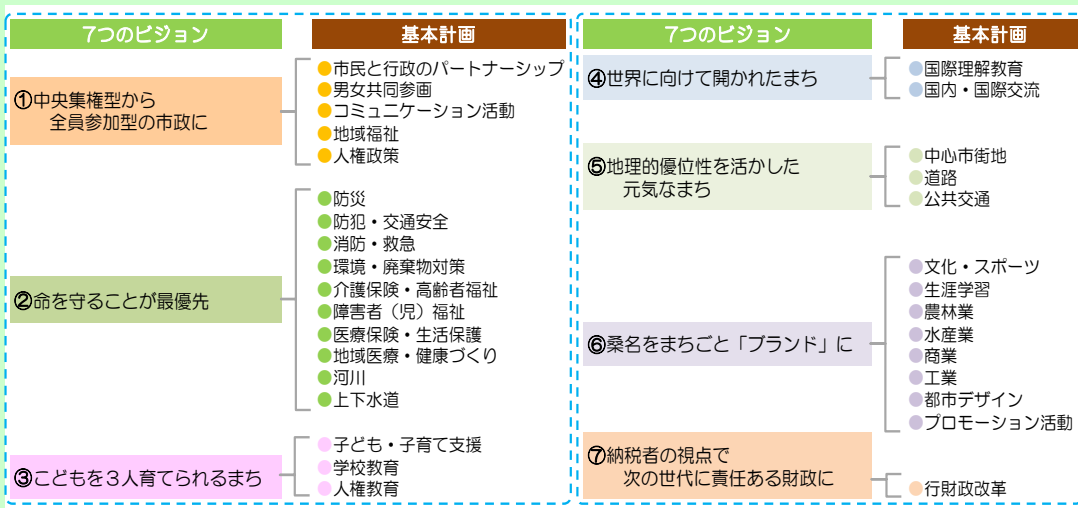 7つのビジョン
基本計画
①中央集権型から
全員参加型の市政に
●市民と行政のパートナーシップ
●男女共同参画
●コミュニケーション活動
●地域福祉
●人権政策
②命を守ることが最優先
●防災
●防犯・交通安全
●消防・救急
●環境・廃棄物対策
●介護保険・高齢者福祉
●障害者（児）福祉
●医療保険・生活保護
●地域医療・健康づくり
●河川
●上下水道
③こどもを３人育てられるまち
●子ども・子育て支援
●学校教育
●人権教育
7つのビジョン
基本計画
④世界に向けて開かれたまち
●国際理解教育
●国内・国際交流
⑤地理的優位性を活かした
元気なまち
●中心市街地
●道路
●公共交通
⑥桑名をまちごと「ブランド」に
●文化・スポーツ
●生涯学習
●農林業
●水産業
●商業
●工業
●都市デザイン
●プロモーション活動
⑦納税者の視点で
次の世代に責任ある財政に
●行財政改革